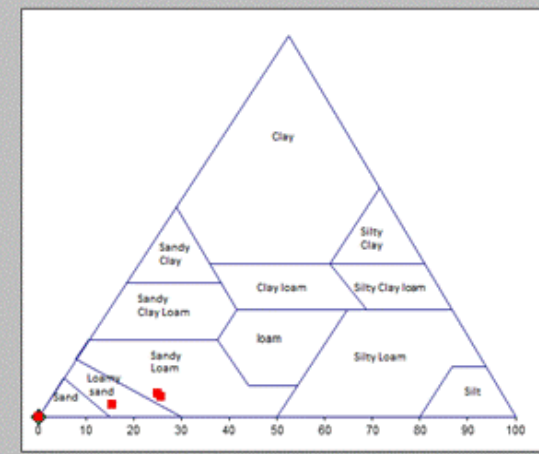 Clay
Silty
Clay
Sandy
Clay
Clay loam
Silty Clay loam
Sandy
Clay Loam
loam
Sandy
Loam
Silty Loam
Loamy
sand
Sand
Silt
0 10 20 30 40 50 60 70 80 90 100